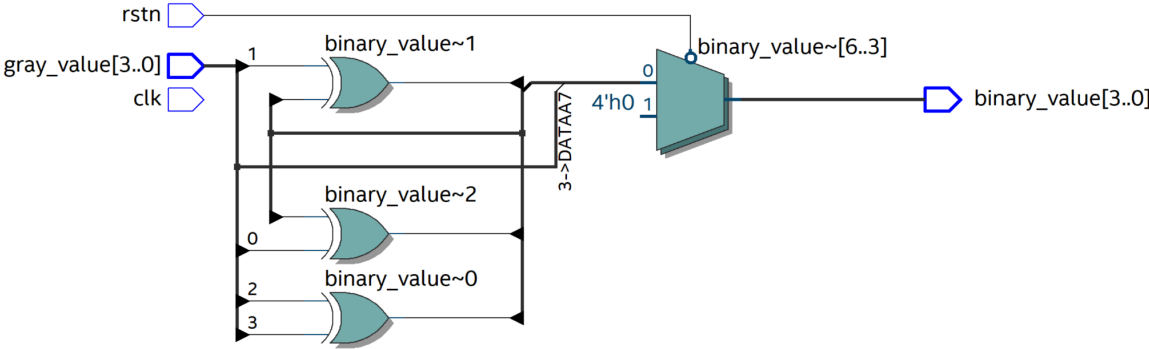 rstn
gray_value[3..0]
clk
1
binary_value~1
binary_value~[6..3]
0
4'h0 1
3->DATAA7
binary_value[3..0]
binary_value~2
0
binary_value~0
2
3